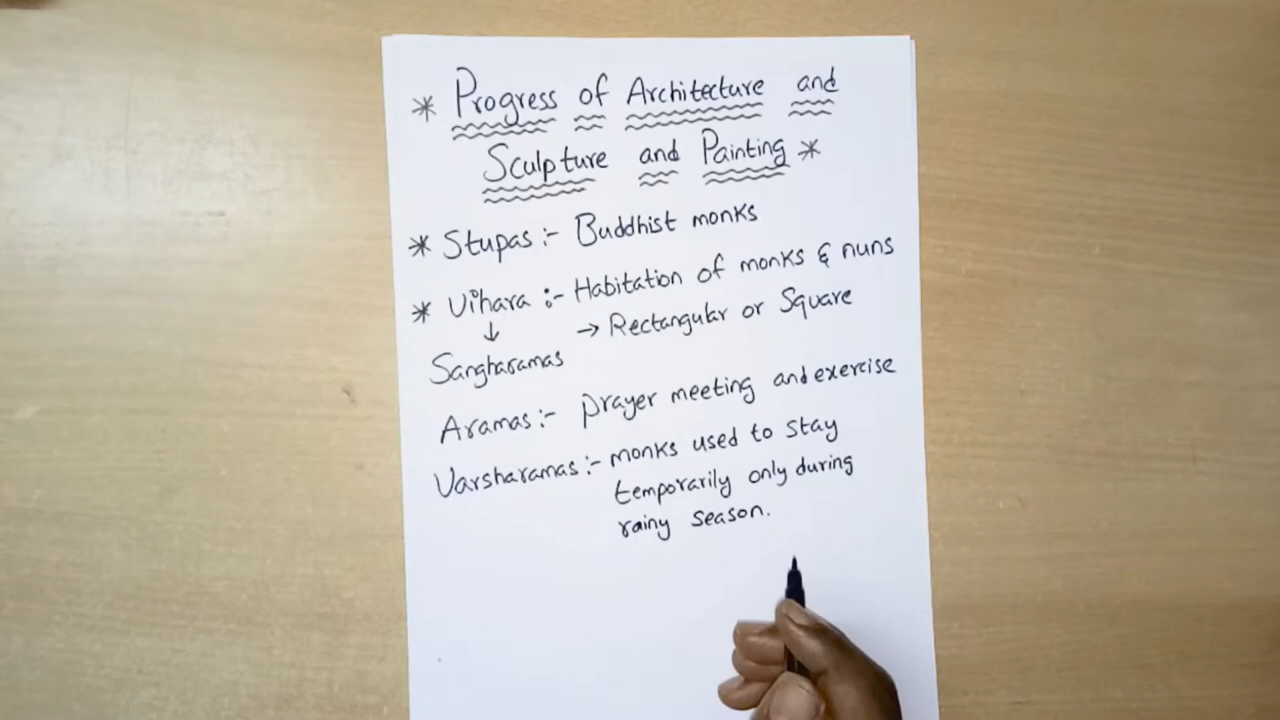 * Progress of Architecture and
Sculpture and Painting *
* Stupas :- Buddhist monks
* Vihara :- Habitation of monks & nuns
↓ → Rectangular or Square
Sangharamas
Aramas :- prayer meeting and exercise
Varsharamas :- monks used to stay
temporarily only during
rainy season.